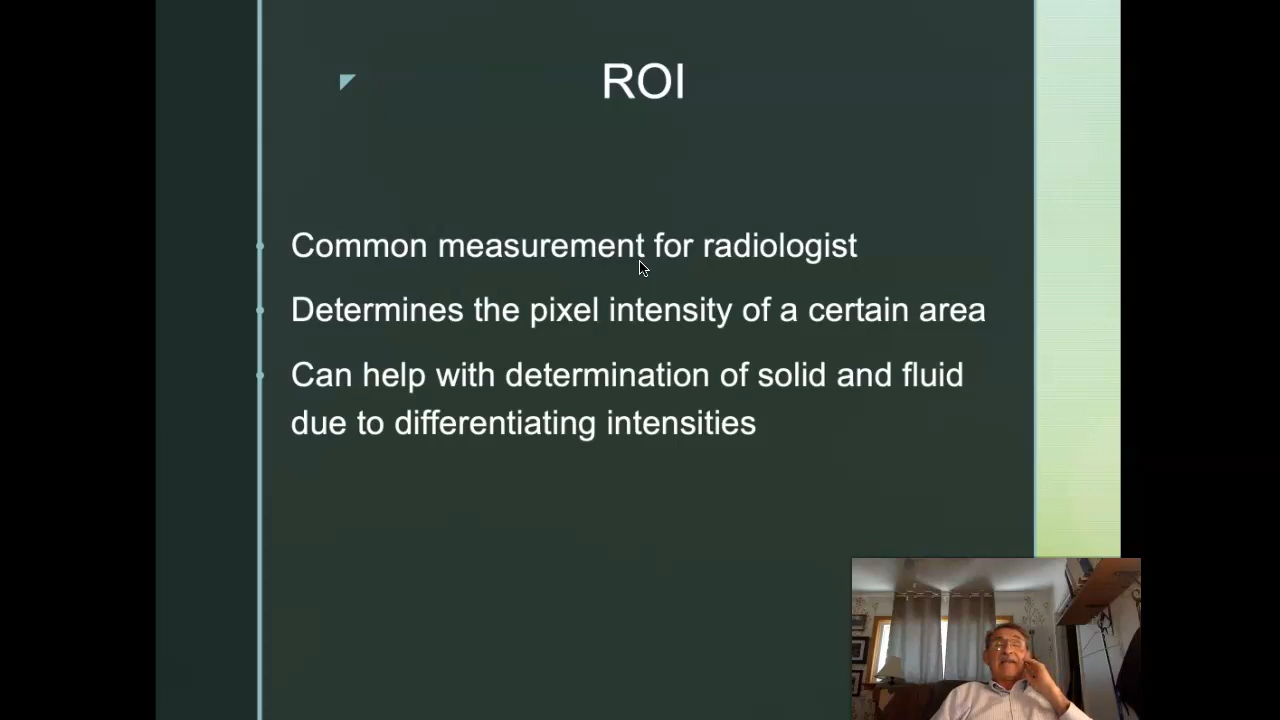 ROI
Common measurement for radiologist
Determines the pixel intensity of a certain area
Can help with determination of solid and fluid
due to differentiating intensities